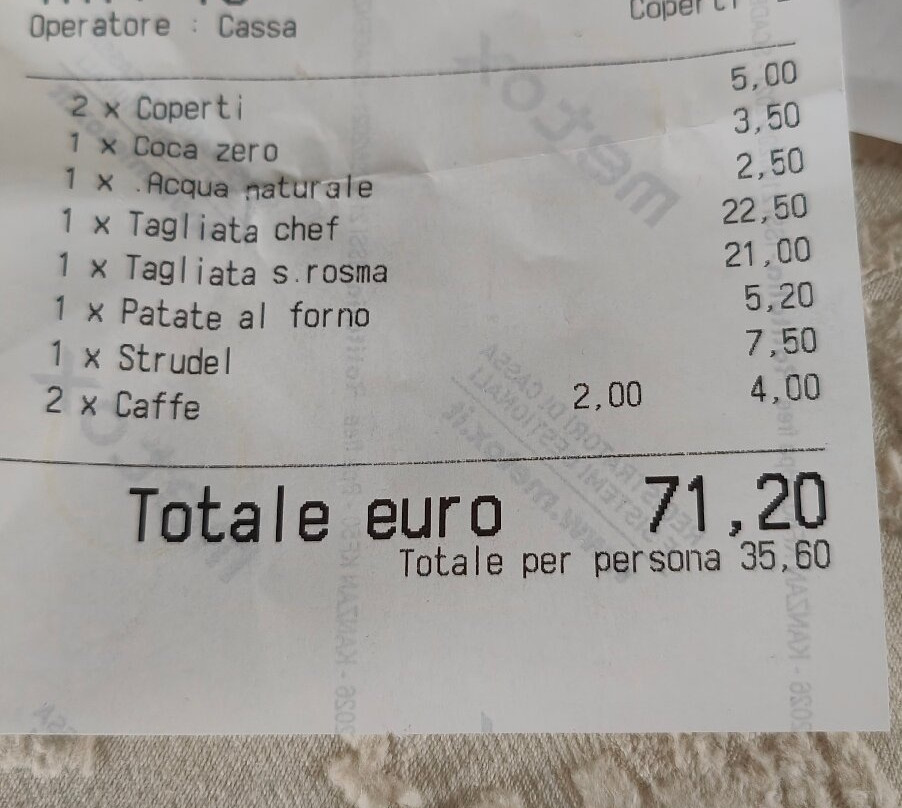 Operatore : Cassa
Coperti
2 x Coperti 5,00
1 x Coca zero 3,50
1 x .Acqua naturale 2,50
1 x Tagliata chef 22,50
1 x Tagliata s.rosma 21,00
1 x Patate al forno 5,20
1 x Strudel 7,50
2 x Caffe 2,00 4,00
Totale euro 71,20
Totale per persona 35,60